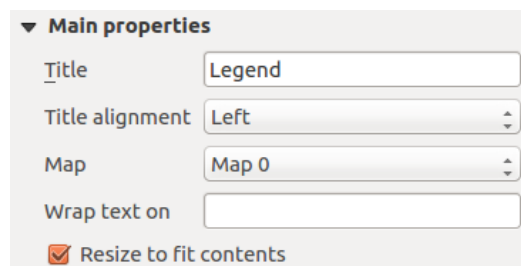 Main properties
Title Legend
Title alignment Left
Map Map 0
Wrap text on
Resize to fit contents